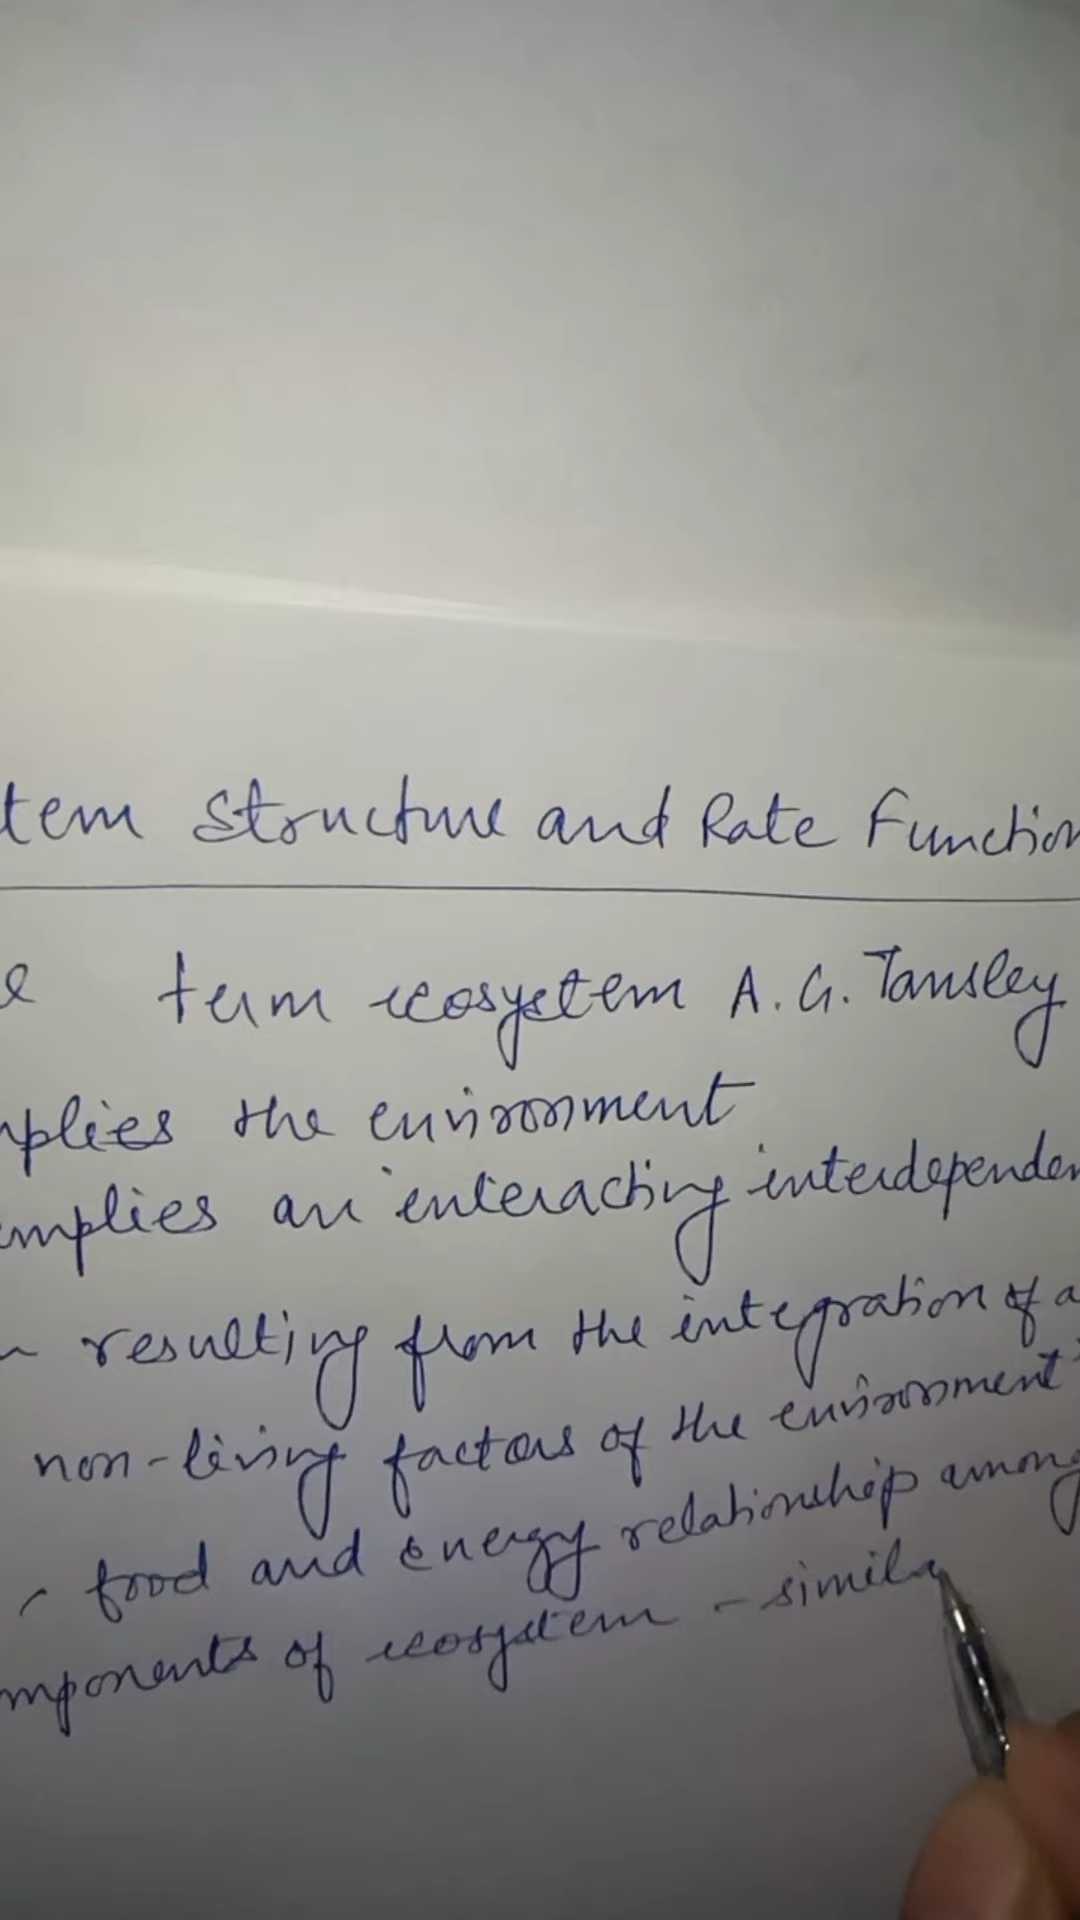 tem Structure and Rate Function
e term ecosystem A. G. Tansley
mplies the environment
implies an interacting interdependen
n resulting from the integration of a
non-living factors of the environment
food and energy relationship among
mponents of ecosystem - simila